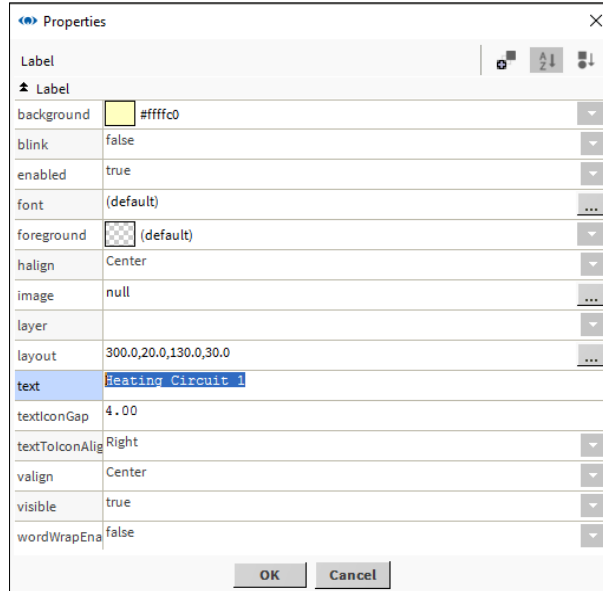 Properties
Label
Label
background #ffffc0
blink false
enabled true
font (default) ...
foreground (default)
halign Center
image null ...
layer
layout 300.0,20.0,130.0,30.0 ...
text Heating Circuit 1
textIconGap 4.00
textToIconAlig Right
valign Center
visible true
wordWrapEna false
OK Cancel